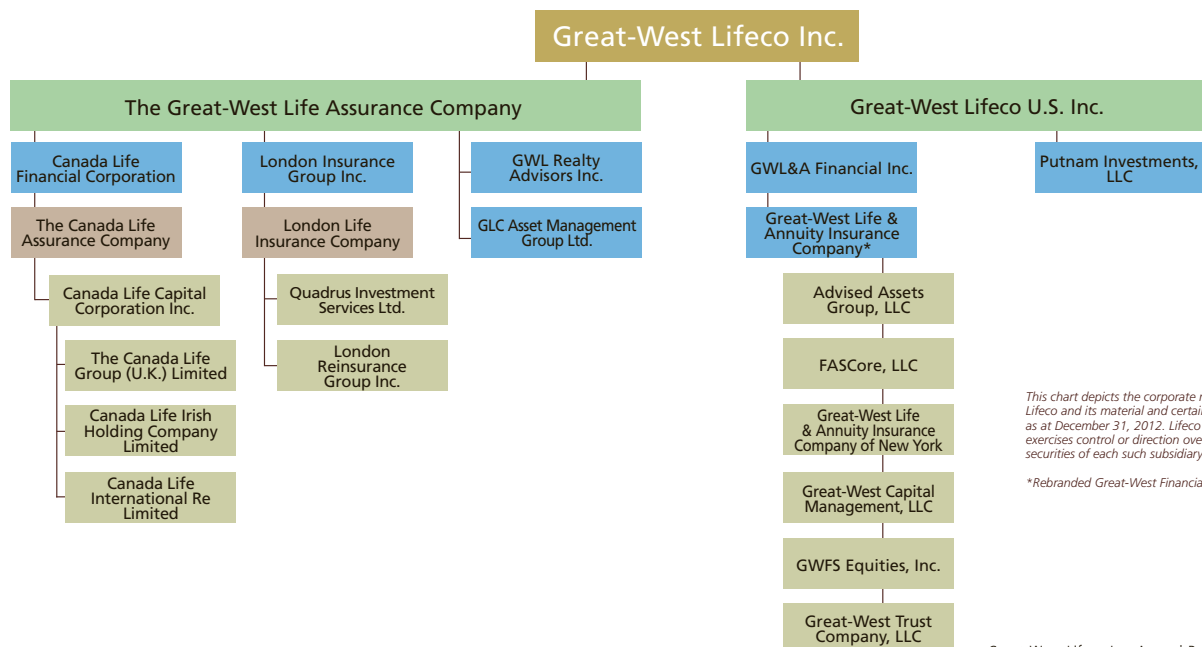 Great-West Lifeco Inc.
The Great-West Life Assurance Company
Great-West Lifeco U.S. Inc.
Canada Life
Financial Corporation
London Insurance
Group Inc.
GWL Realty
Advisors Inc.
GWL&A Financial Inc.
Putnam Investments,
LLC
The Canada Life
Assurance Company
London Life
Insurance Company
GLC Asset Management
Group Ltd.
Great-West Life &
Annuity Insurance
Company*
Canada Life Capital
Corporation Inc.
Quadrus Investment
Services Ltd.
Advised Assets
Group, LLC
The Canada Life
Group (U.K.) Limited
London
Reinsurance
Group Inc.
FASCore, LLC
Canada Life Irish
Holding Company
Limited
Great-West Life
& Annuity Insurance
Company of New York
Canada Life
International Re
Limited
Great-West Capital
Management, LLC
GWFS Equities, Inc.
Great-West Trust
Company, LLC
This chart depicts the corporate
Lifeco and its material and certain
as at December 31, 2012. Lifeco
exercises control or direction
securities of each such subsidiary
*Rebranded Great-West Financial